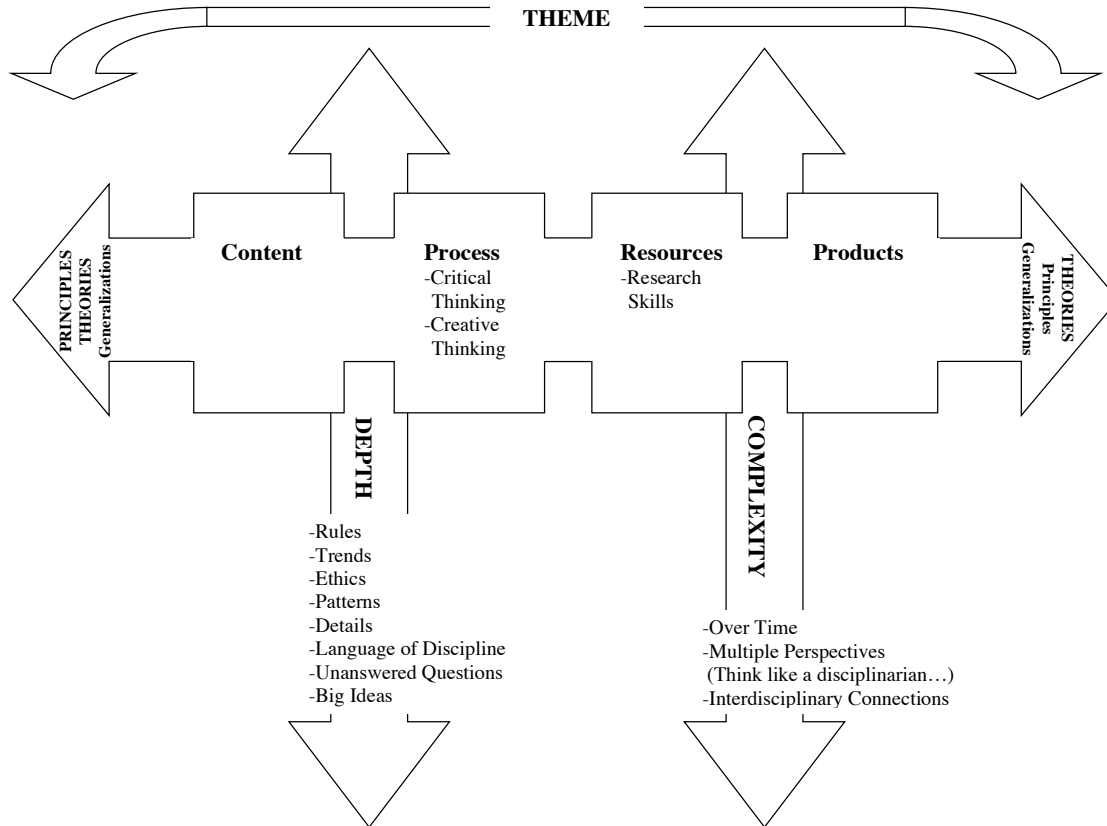 THEME
PRINCIPLES
THEORIES
Generalizations
Content
Process
-Critical
Thinking
-Creative
Thinking
Resources
-Research
Skills
Products
THEORIES
Principles
Generalizations
DEPTH
-Rules
-Trends
-Ethics
-Patterns
-Details
-Language of Discipline
-Unanswered Questions
-Big Ideas
COMPLEXITY
-Over Time
-Multiple Perspectives
(Think like a disciplinarian…)
-Interdisciplinary Connections